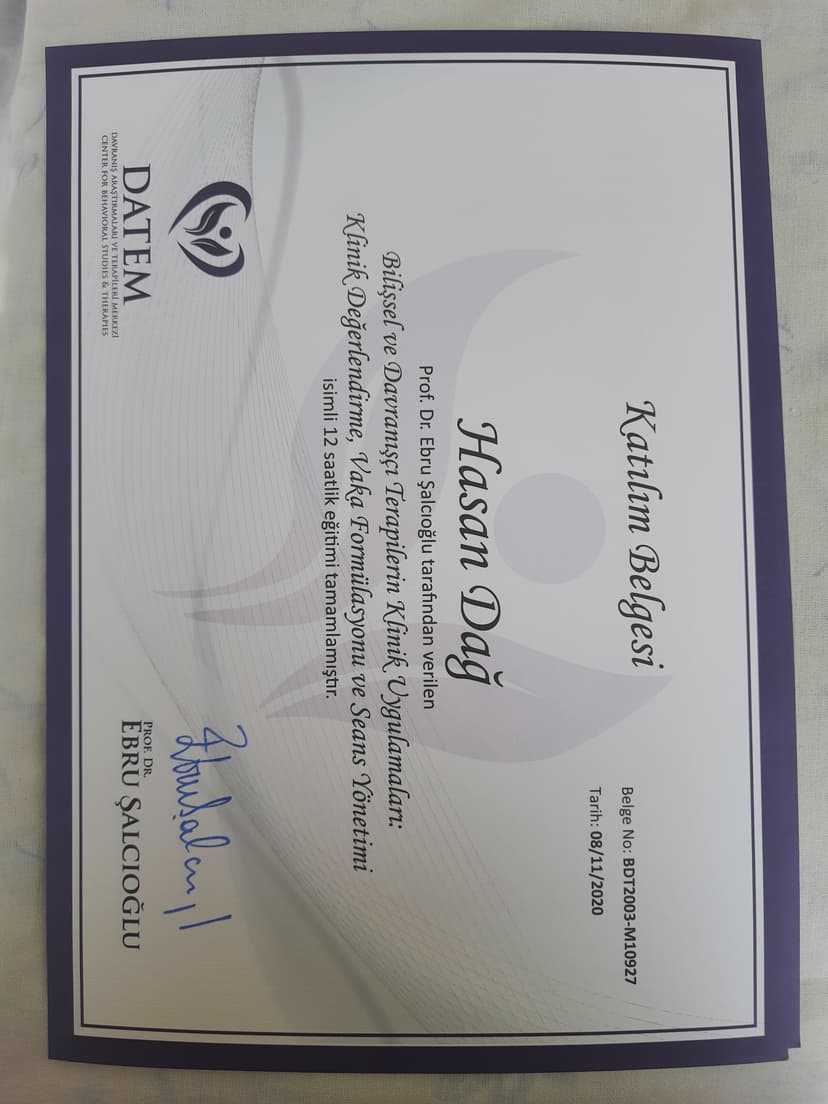 Katılım Belgesi
Belge No: BDT2003-M10927
Tarih: 08/11/2020
Hasan Dağ
Prof. Dr. Ebru Şalcıoğlu tarafından verilen
Bilişsel ve Davranışçı Terapilerin Klinik Uygulamaları:
Klinik Değerlendirme, Vaka Formülasyonu ve Seans Yönetimi
isimli 12 saatlik eğitimi tamamlamıştır.
DATEM
DAVRANIŞ ARAŞTIRMALARI VE TERAPİLERİ MERKEZİ
CENTER FOR BEHAVIORAL STUDIES & THERAPIES
PROF. DR.
EBRU ŞALCIOĞLU